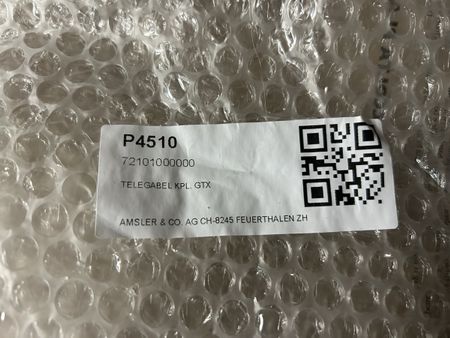 P4510
72101000000
TELEGABEL KPL. GTX
AMSLER & CO. AG CH-8245 FEUERTHALEN ZH